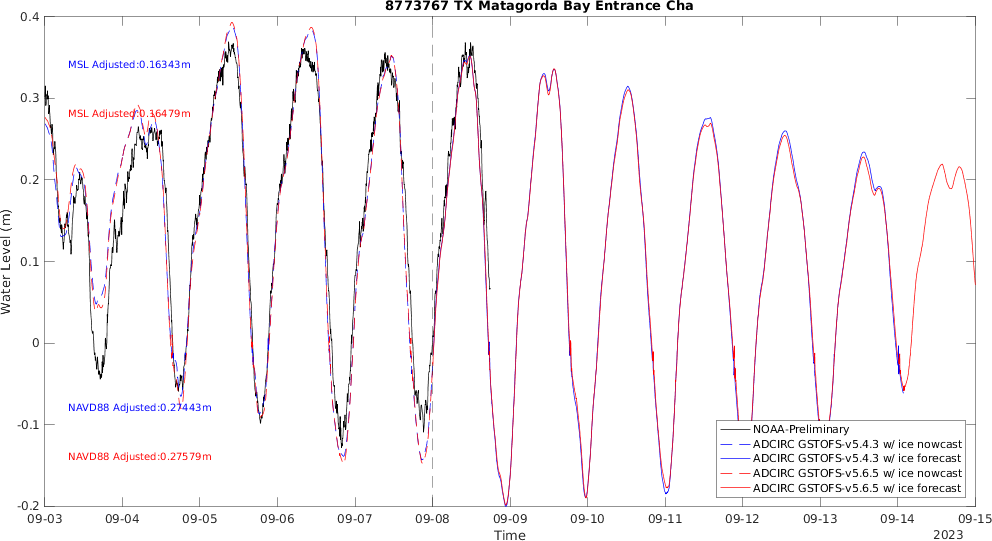 8773767 TX Matagorda Bay Entrance Cha
Water Level (m)
0.4
0.3
0.2
0.1
0
-0.1
-0.2
MSL Adjusted:0.16343m
MSL Adjusted:0.16479m
NAVD88 Adjusted:0.27443m
NAVD88 Adjusted:0.27579m
NOAA-Preliminary
ADCIRC GSTOFS-v5.4.3 w/ ice nowcast
ADCIRC GSTOFS-v5.4.3 w/ ice forecast
ADCIRC GSTOFS-v5.6.5 w/ ice nowcast
ADCIRC GSTOFS-v5.6.5 w/ ice forecast
09-03 09-04 09-05 09-06 09-07 09-08 09-09 09-10 09-11 09-12 09-13 09-14 09-15
Time
2023